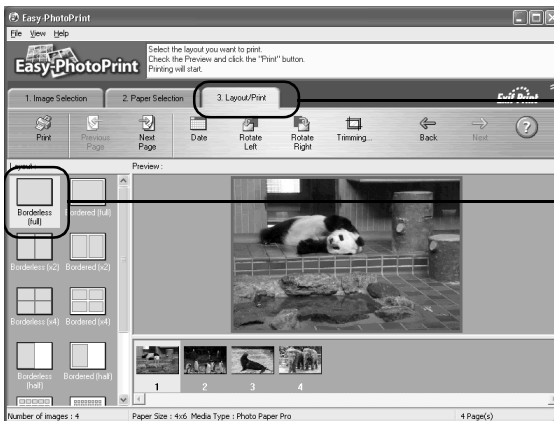 Easy-PhotoPrint
File View Help
Easy-PhotoPrint
Select the layout you want to print.
Check the Preview and click the "Print" button.
Printing will start.
1. Image Selection
2. Paper Selection
3. Layout/Print
Exif Print
Print
Previous Page
Next Page
Date
Rotate Left
Rotate Right
Trimming...
Back
Next
?
Layout :
Preview :
Borderless (full)
Bordered (full)
Borderless (x2)
Bordered (x2)
Borderless (x4)
Bordered (x4)
Borderless (half)
Bordered (half)
1
2
3
4
Number of images : 4
Paper Size : 4x6 Media Type : Photo Paper Pro
4 Page(s)